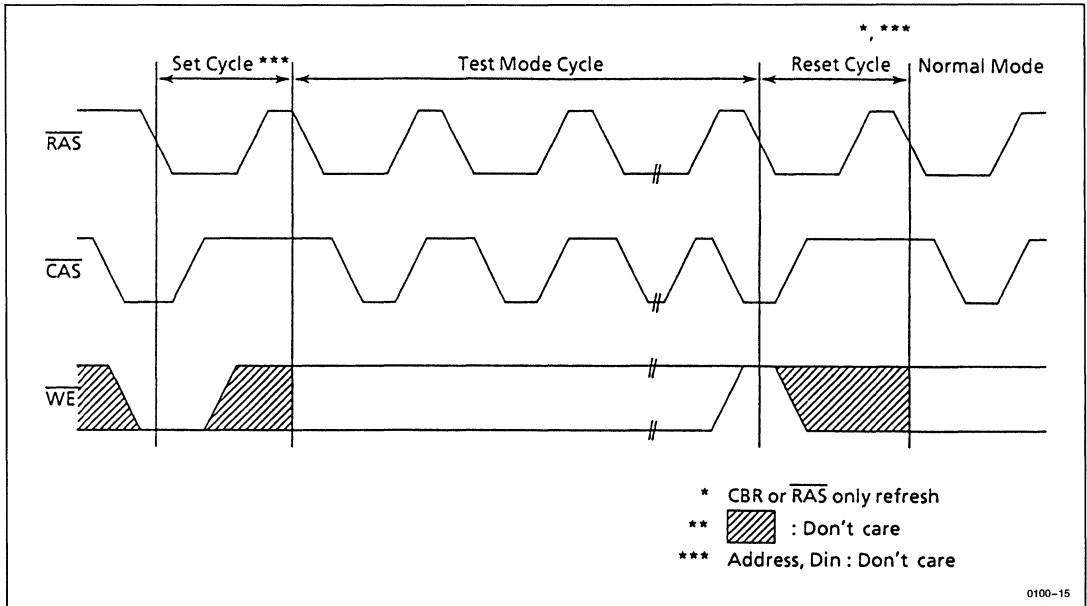 *, ***
Set Cycle *** Test Mode Cycle Reset Cycle Normal Mode
RAS
CAS
WE
* CBR or RAS only refresh
** : Don't care
*** Address, Din : Don't care
0100–15